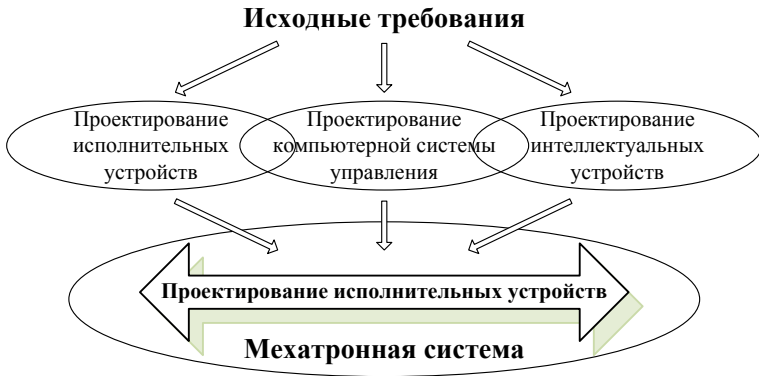 Исходные требования
Проектирование
исполнительных
устройств
Проектирование
компьютерной системы
управления
Проектирование
интеллектуальных
устройств
Проектирование исполнительных устройств
Мехатронная система